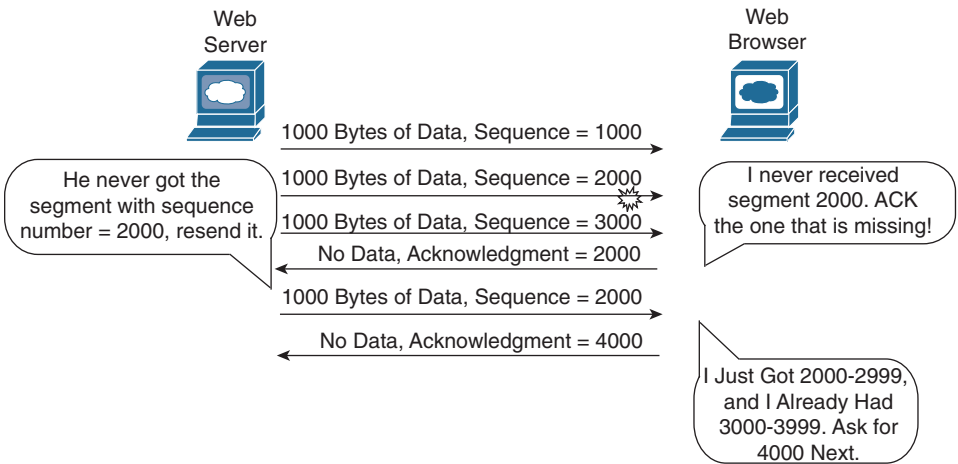 Web
Server
Web
Browser
1000 Bytes of Data, Sequence = 1000
He never got the
segment with sequence
number = 2000, resend it.
1000 Bytes of Data, Sequence = 2000
I never received
segment 2000. ACK
the one that is missing!
1000 Bytes of Data, Sequence = 3000
No Data, Acknowledgment = 2000
1000 Bytes of Data, Sequence = 2000
No Data, Acknowledgment = 4000
I Just Got 2000-2999,
and I Already Had
3000-3999. Ask for
4000 Next.